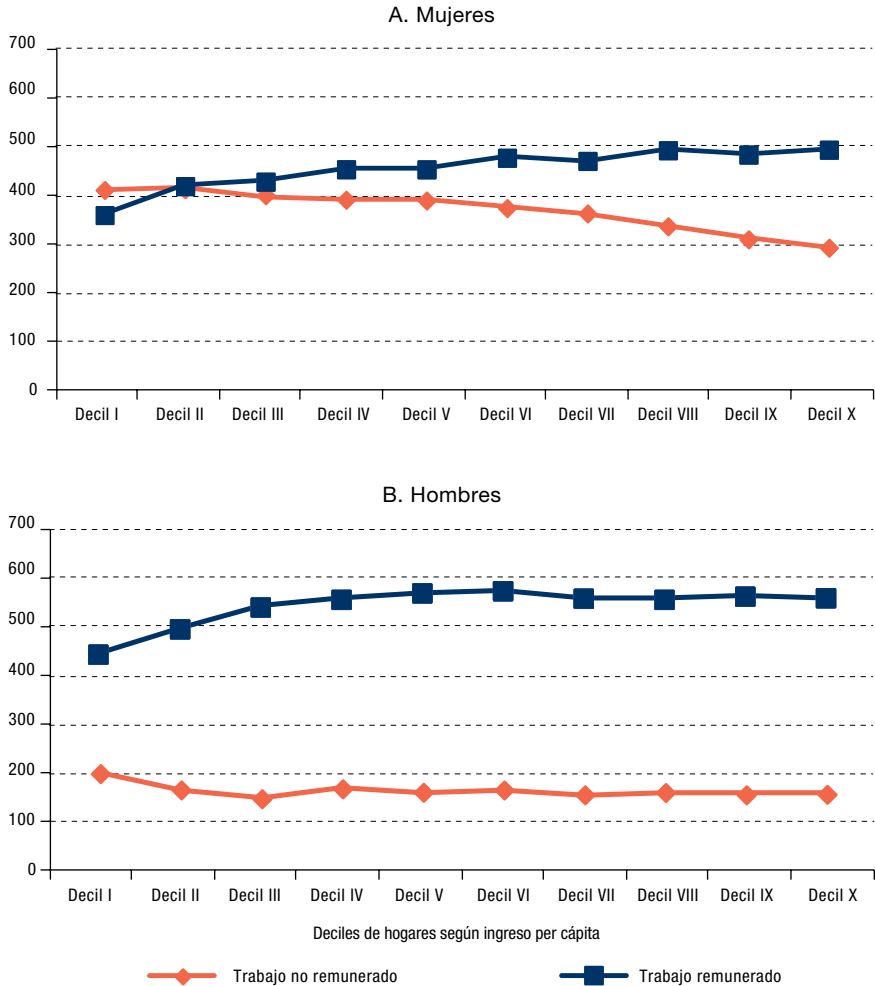 A. Mujeres
700
600
500
400
300
200
100
0
Decil I Decil II Decil III Decil IV Decil V Decil VI Decil VII Decil VIII Decil IX Decil X
B. Hombres
700
600
500
400
300
200
100
0
Decil I Decil II Decil III Decil IV Decil V Decil VI Decil VII Decil VIII Decil IX Decil X
Deciles de hogares según ingreso per cápita
Trabajo no remunerado Trabajo remunerado